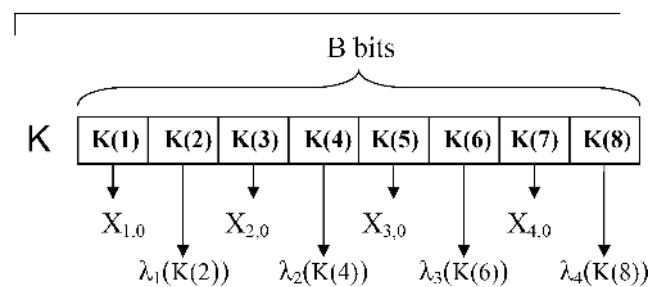 B bits
K K(1) K(2) K(3) K(4) K(5) K(6) K(7) K(8)
X₁,₀ X₂,₀ X₃,₀ X₄,₀
λ₁(K(2)) λ₂(K(4)) λ₃(K(6)) λ₄(K(8))